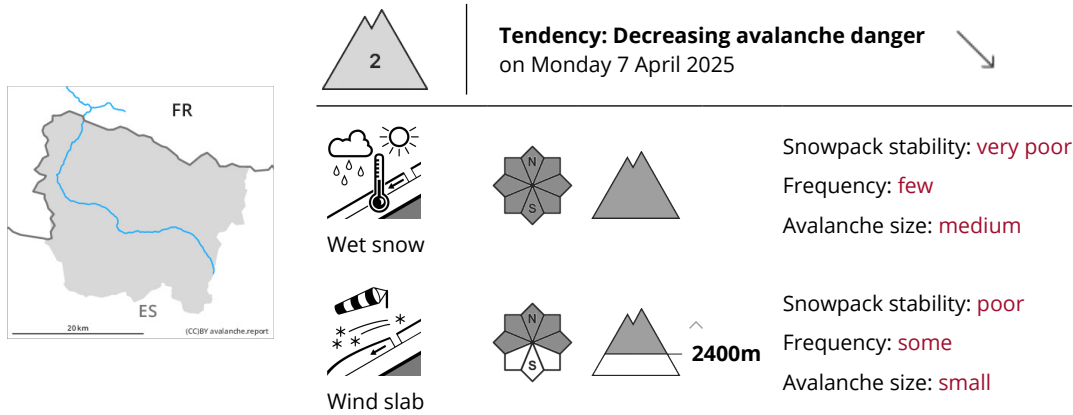 2
Tendency: Decreasing avalanche danger
on Monday 7 April 2025
FR
ES
20 km
(CC)BY avalanche.report
Wet snow
N
S
Snowpack stability: very poor
Frequency: few
Avalanche size: medium
Wind slab
N
S
2400m
Snowpack stability: poor
Frequency: some
Avalanche size: small